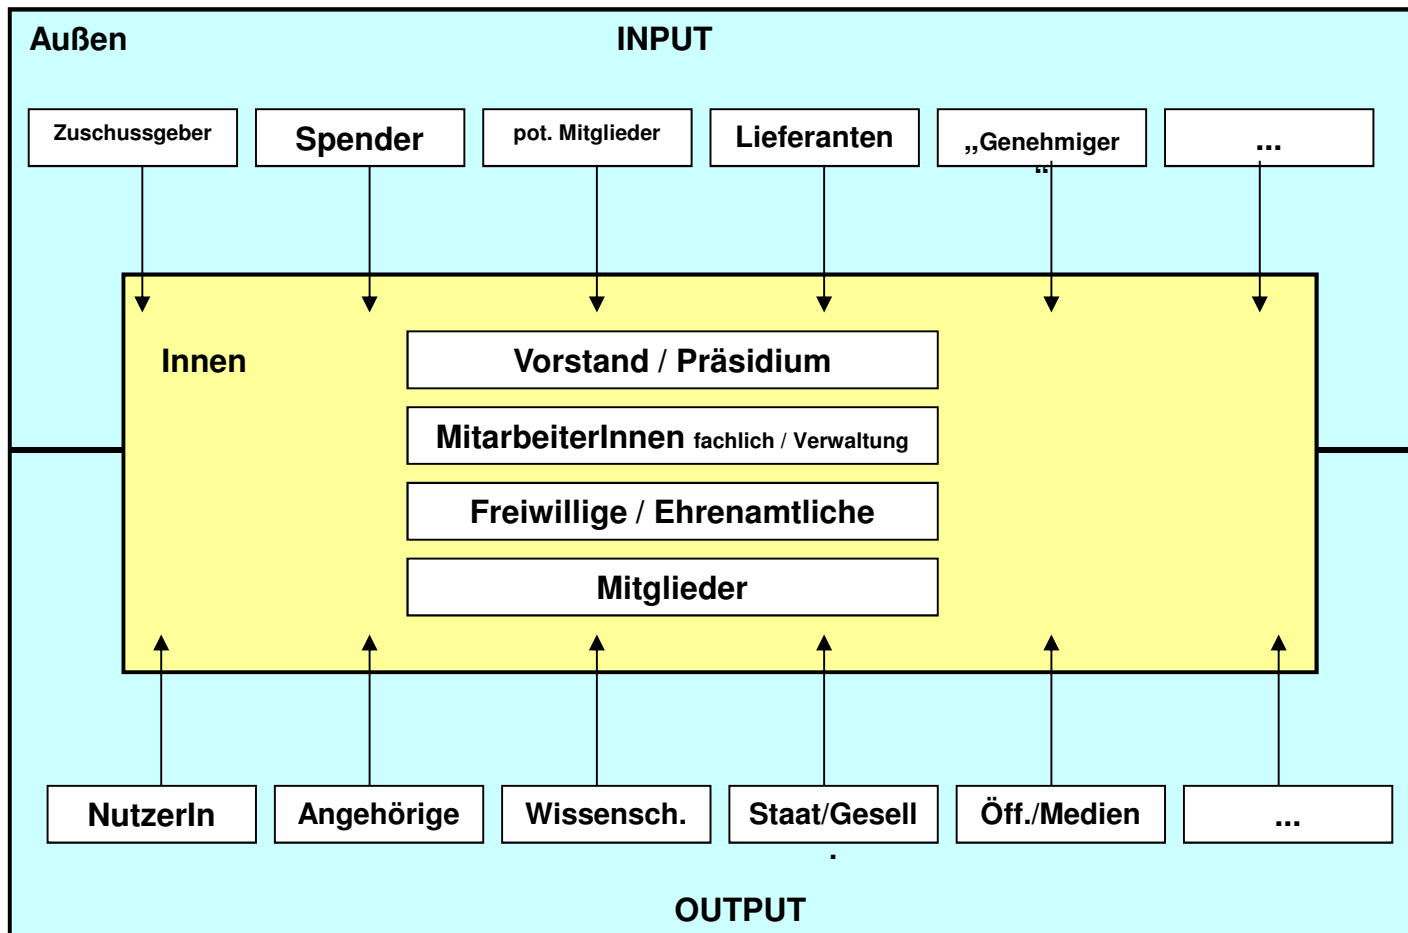 Außen
INPUT
Zuschussgeber
Spender
pot. Mitglieder
Lieferanten
„Genehmiger
“
...
Innen
Vorstand / Präsidium
MitarbeiterInnen fachlich / Verwaltung
Freiwillige / Ehrenamtliche
Mitglieder
NutzerIn
Angehörige
Wissensch.
Staat/Gesell
.
Öff./Medien
...
OUTPUT